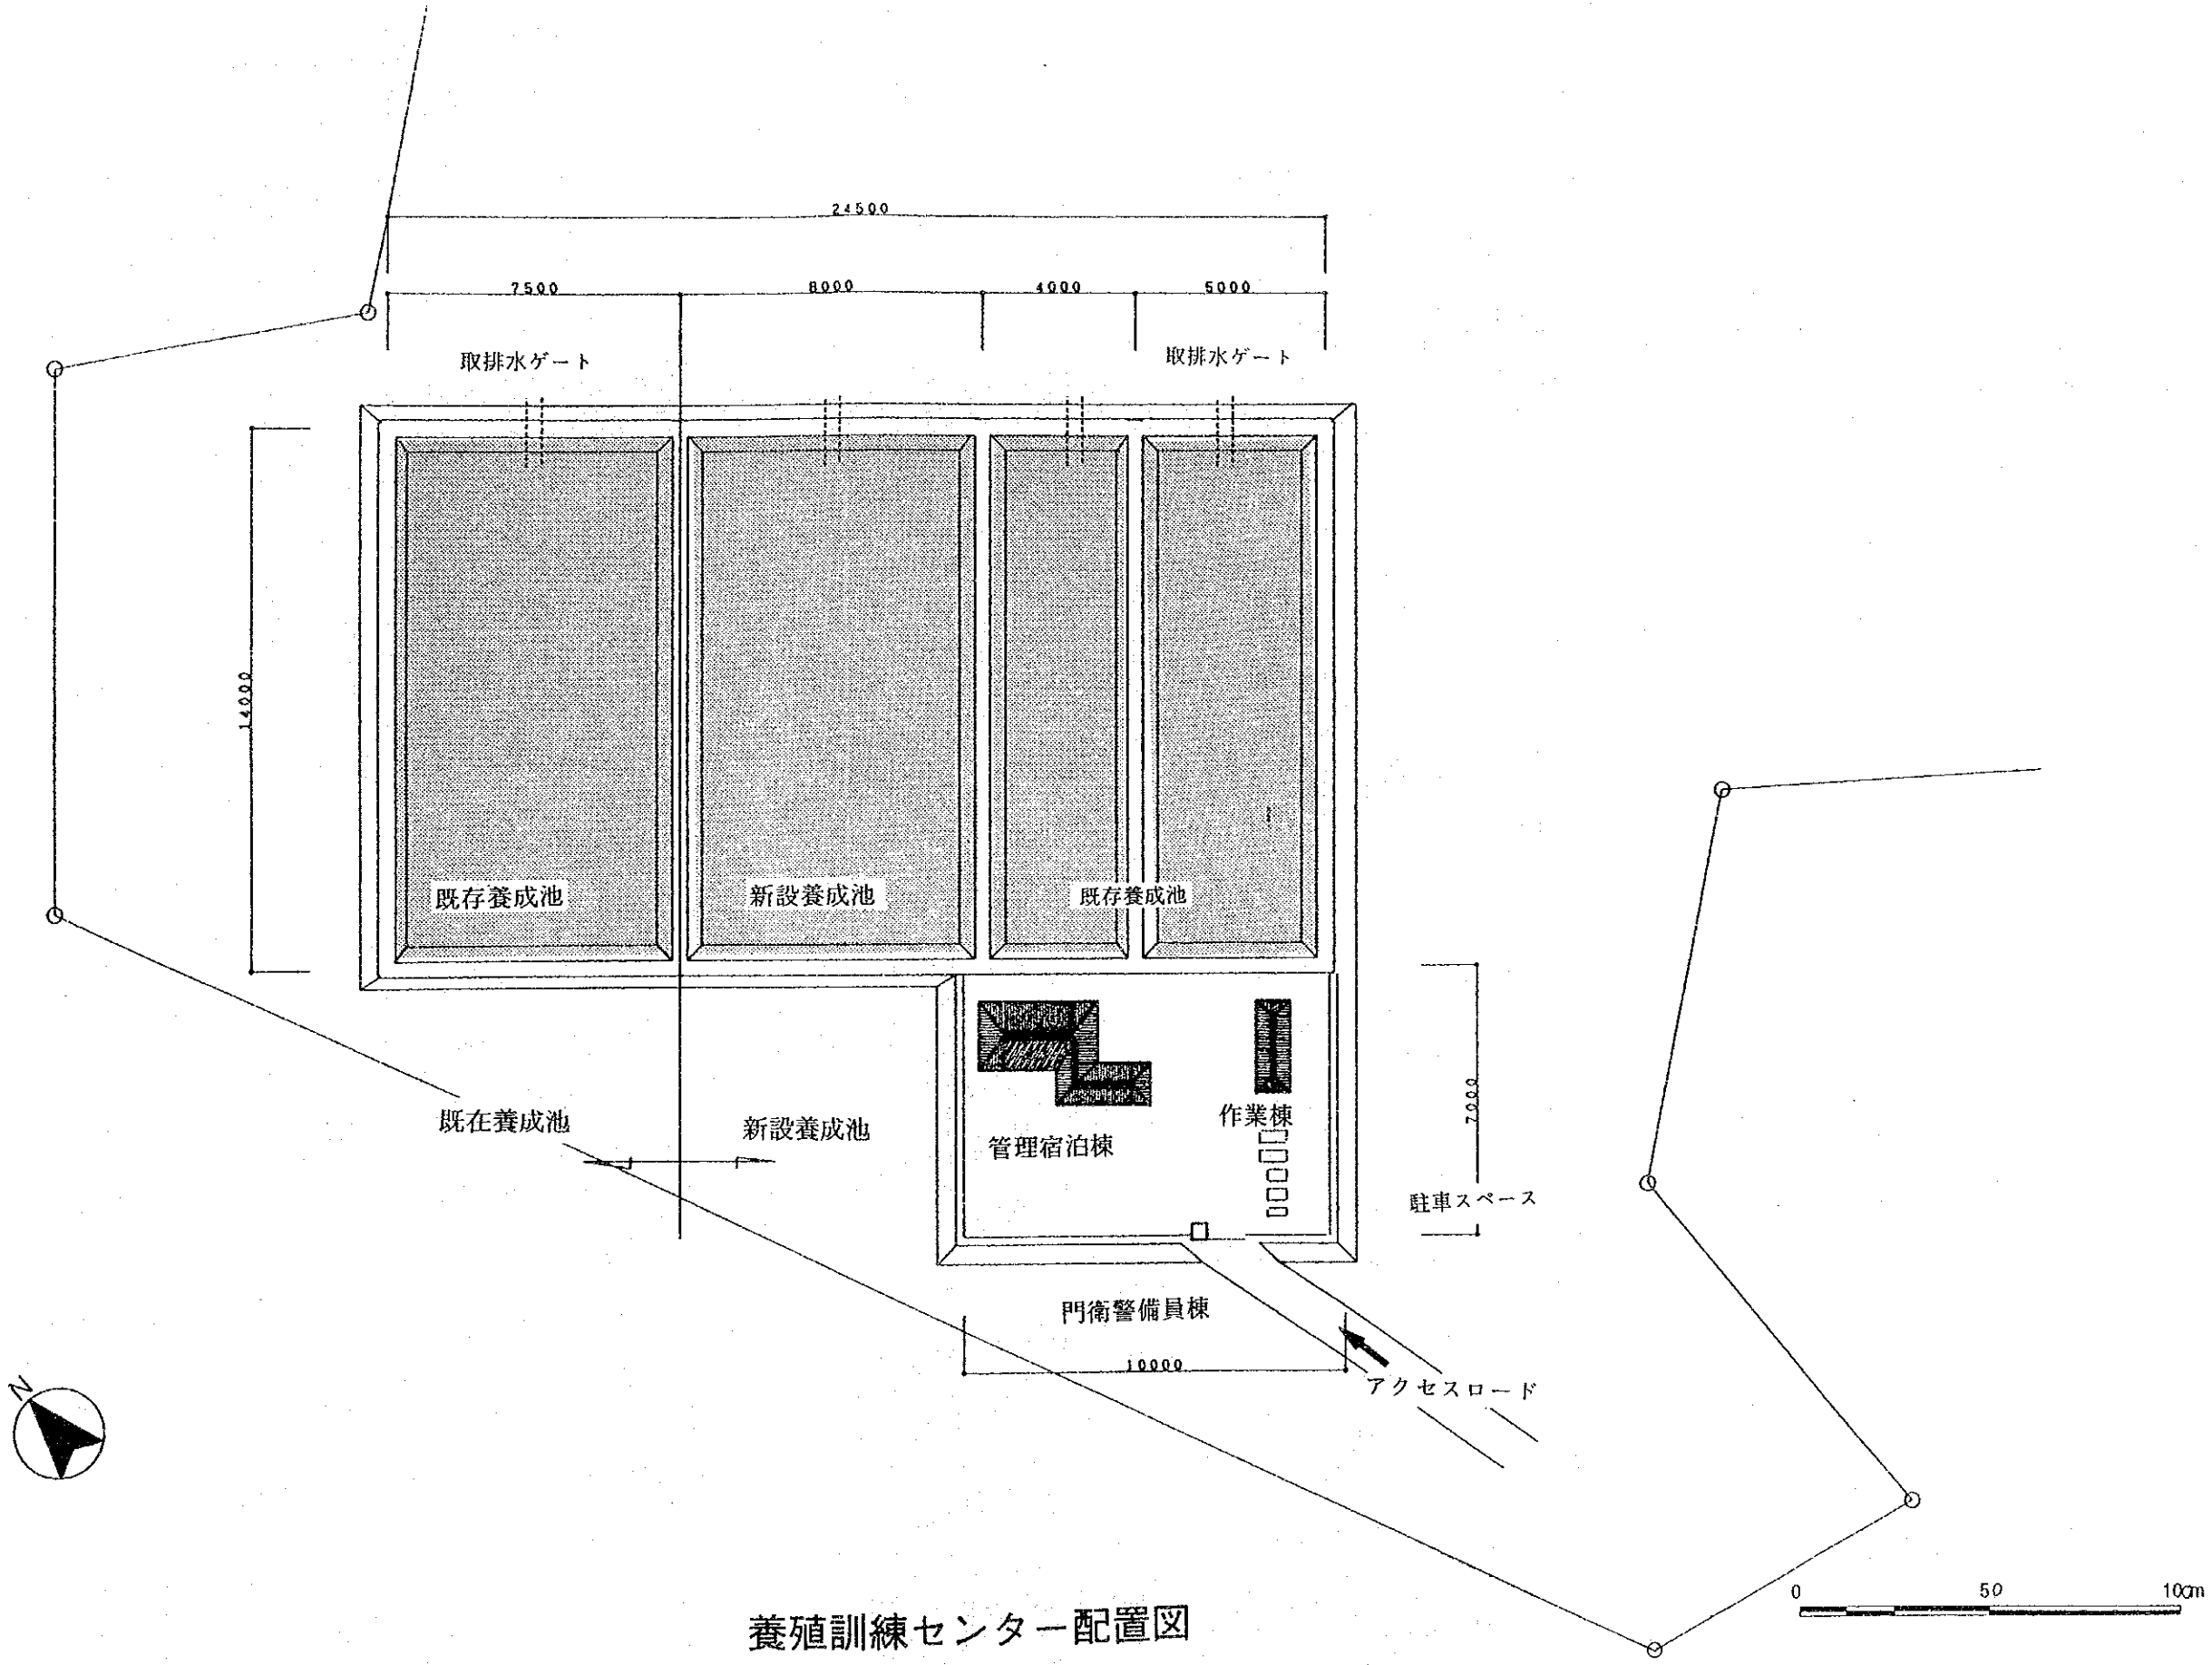 24500
7500
8000
4000
5000
取排水ゲート
取排水ゲート
14000
既存養成池
新設養成池
既存養成池
7000
作業棟
既在養成池
新設養成池
管理宿泊棟
駐車スペース
門衛警備員棟
10000
アクセスロード
N
0
50
100m
養殖訓練センター配置図